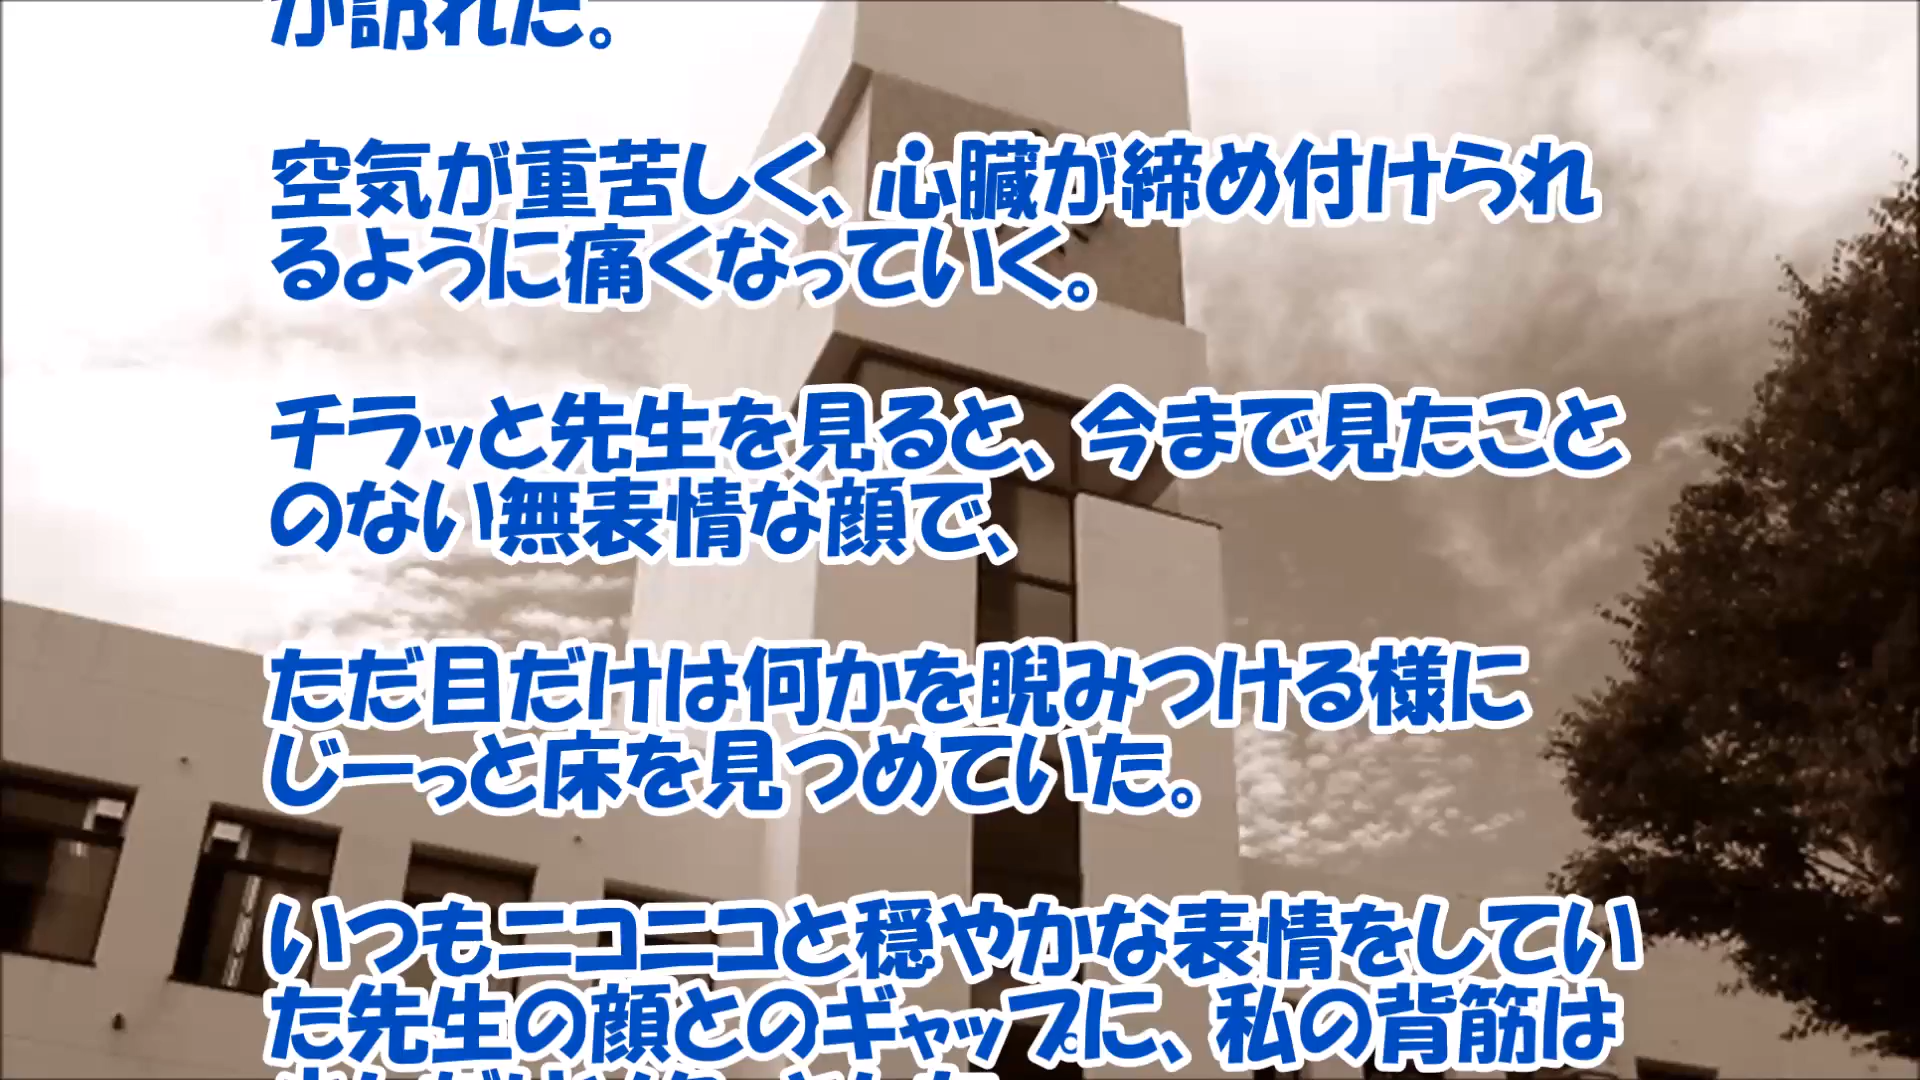 が訪れた。
空気が重苦しく、心臓が締め付けられ
るように痛くなっていく。
チラッと先生を見ると、今まで見たこと
のない無表情な顔で、
ただ目だけは何かを睨みつける様に
じーっと床を見つめていた。
いつもニコニコと穏やかな表情をしてい
た先生の顔とのギャップに、私の背筋は